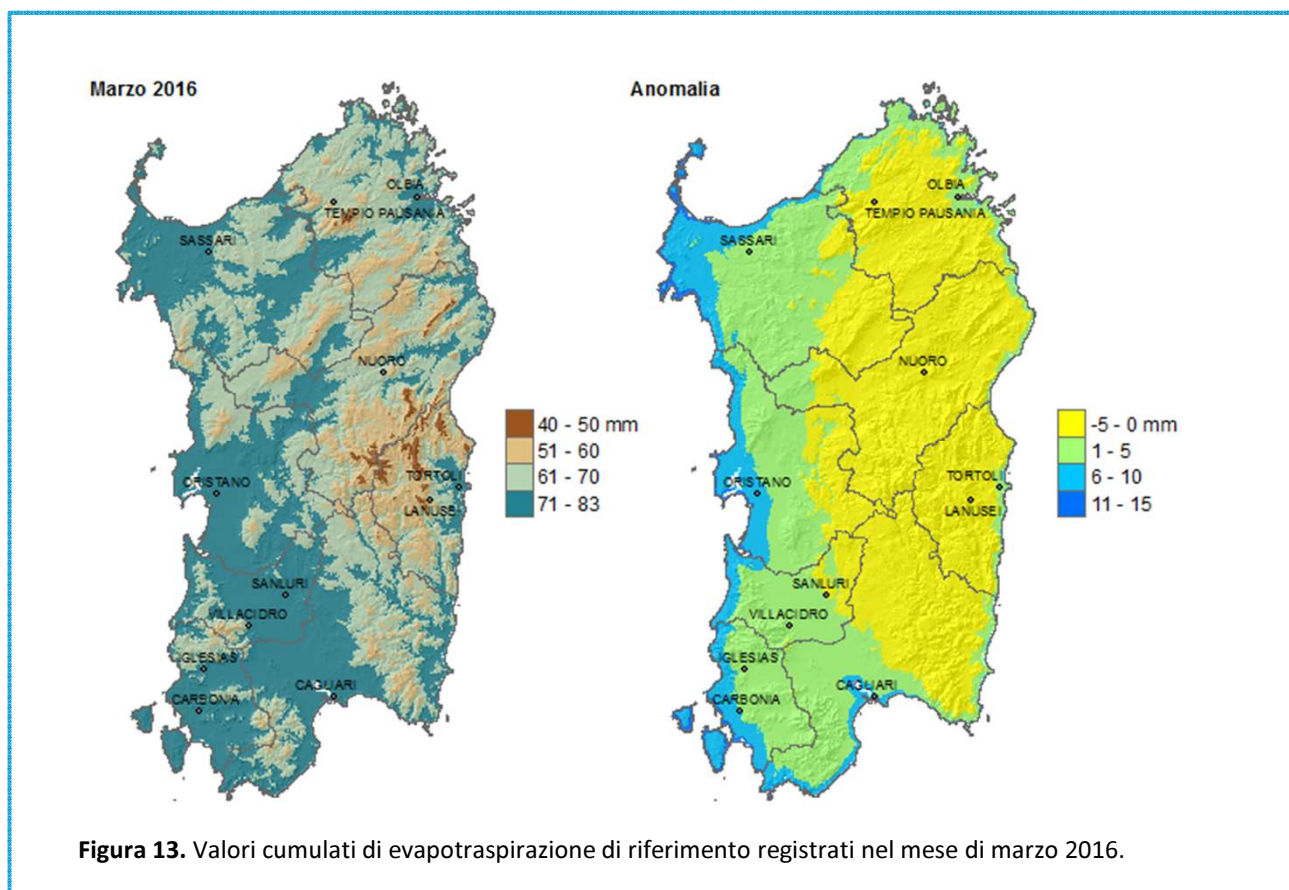 Marzo 2016
OLBIA
TEMPIO PAUSANIA
SASSARI
NUORO
ORISTANO
TORTOLI
LANUSEI
SANLURI
VILLACIDRO
IGLESIAS
CARBONIA
CAGLIARI
40 - 50 mm
51 - 60
61 - 70
71 - 83
Anomalia
OLBIA
TEMPIO PAUSANIA
SASSARI
NUORO
ORISTANO
TORTOLI
LANUSEI
SANLURI
VILLACIDRO
IGLESIAS
CARBONIA
CAGLIARI
-5 - 0 mm
1 - 5
6 - 10
11 - 15
Figura 13. Valori cumulati di evapotraspirazione di riferimento registrati nel mese di marzo 2016.